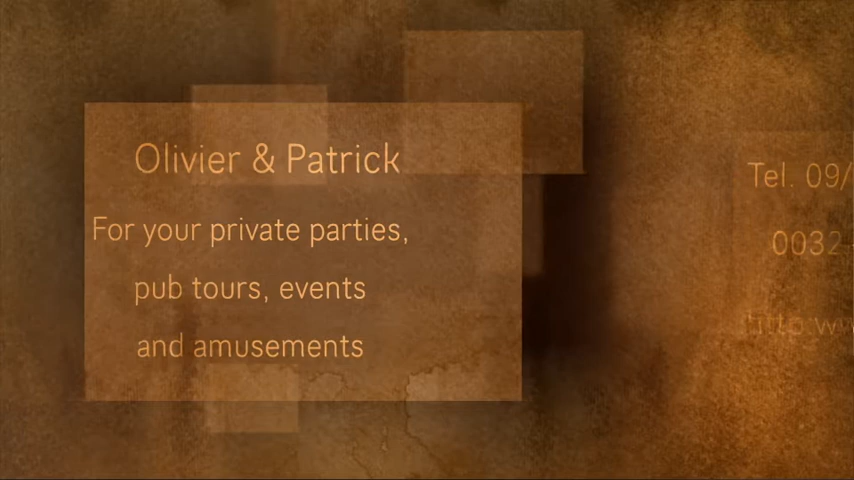 Olivier & Patrick
For your private parties,
pub tours, events
and amusements
Tel. 09/
0032